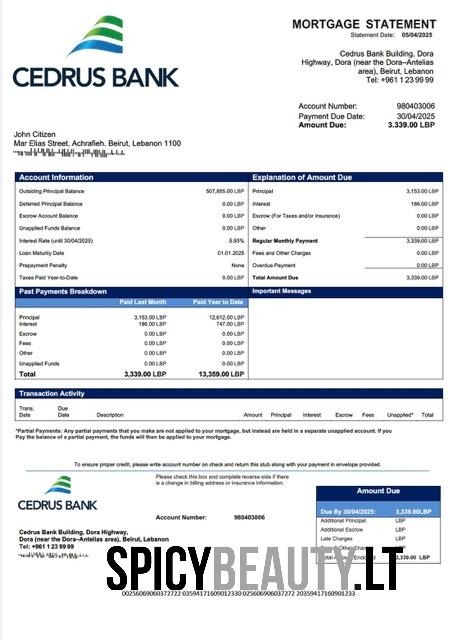 CEDRUS BANK
MORTGAGE STATEMENT
Statement Date: 05/04/2025
Cedrus Bank Building, Dora
Highway, Dora (near the Dora–Antelias
area), Beirut, Lebanon
Tel: +961 1 23 99 99
Account Number: 980403006
Payment Due Date: 30/04/2025
Amount Due: 3.339.00 LBP
John Citizen
Mar Elias Street, Achrafieh, Beirut, Lebanon 1100
Account Information
Outsiding Principal Balance 507,855.00 LBP
Deferred Principal Balance 0.00 LBP
Escrow Account Balance 0.00 LBP
Unapplied Funds Balance 0.00 LBP
Interest Rate (until 30/04/2025) 5.93%
Loan Maturity Date 01.01.2025
Prepayment Penalty None
Taxes Paid Year-to-Date 0.00 LBP
Explanation of Amount Due
Principal 3,153.00 LBP
Interest 186.00 LBP
Escrow (For Taxes and/or insurance) 0.00 LBP
Other 0.00 LBP
Regular Monthly Payment 3,339.00 LBP
Fees and Other Charges 0.00 LBP
Overdue Payment 0.00 LBP
Total Amount Due 3,339.00 LBP
Past Payments Breakdown
Paid Last Month Paid Year to Date
Principal 3,153.00 LBP 12,612.00 LBP
Interest 186.00 LBP 747.00 LBP
Escrow 0.00 LBP 0.00 LBP
Fees 0.00 LBP 0.00 LBP
Other 0.00 LBP 0.00 LBP
Unapplied Funds 0.00 LBP 0.00 LBP
Total 3,339.00 LBP 13,359.00 LBP
Important Messages
Transaction Activity
Trans. Date Due Date Description Amount Principal Interest Escrow Fees Unapplied* Total
*Partial Payments: Any partial payments that you make are not applied to your mortgage, but instead are held in a separate unapplied account. If you
Pay the balance of a partial payment, the funds will then be applied to your mortgage.
To ensure proper credit, please write account number on check and return this stub along with your payment in envelope provided.
CEDRUS BANK
Please check this box and complete reverse side if there
is a change in billing address or insurance information.
Account Number: 980403006
Cedrus Bank Building, Dora Highway,
Dora (near the Dora–Antelias area), Beirut, Lebanon
Tel: +961 1 23 99 99
Amount Due
Due By 30/04/2025: 3,339.00LBP
Additional Principal LBP
Additional Escrow LBP
Late Charges LBP
LBP
3,339.00 LBP
SPICYBEAUTY.LT